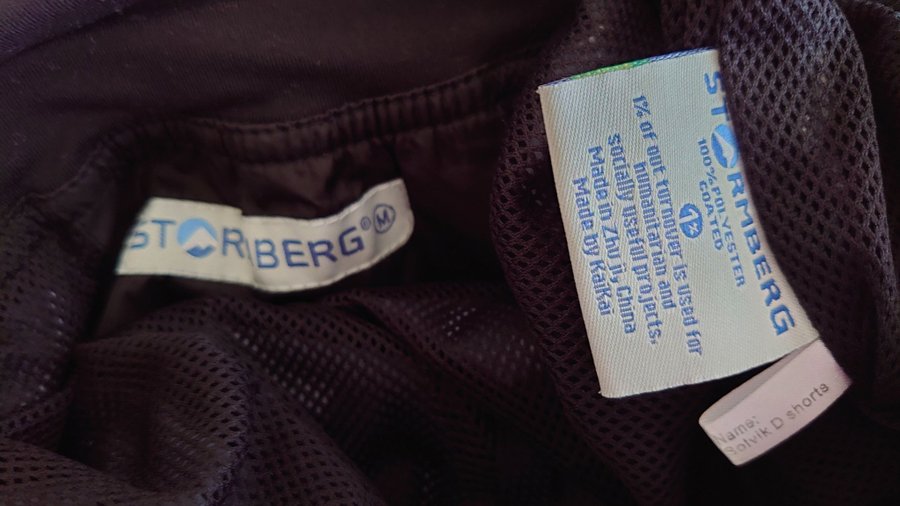 STORMBERG® M
STORMBERG
100% POLYESTER
COATED
1%
1% of our turnover is used for
humanitarian and
socially useful projects.
Made in Zhuji, China
Made by Kaikai
Name:
Solvik D shorts